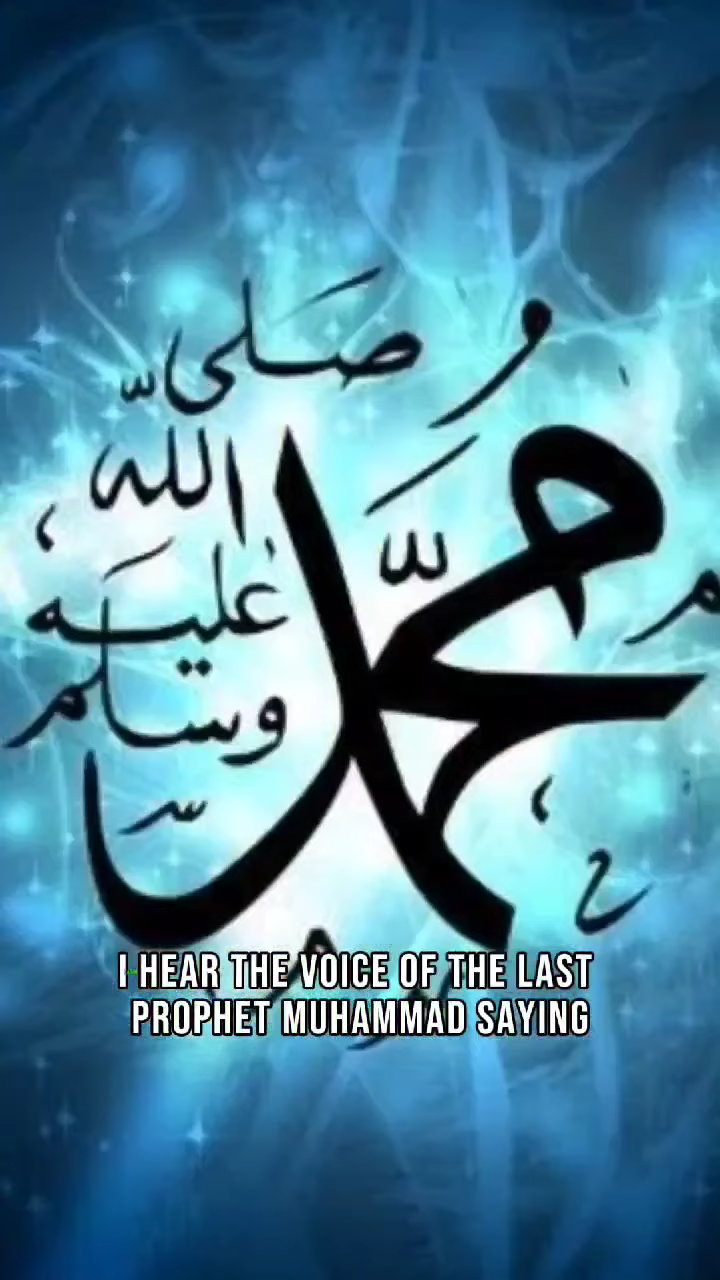 محمد
صلى
الله
عليه
وسلم
I HEAR THE VOICE OF THE LAST
PROPHET MUHAMMAD SAYING